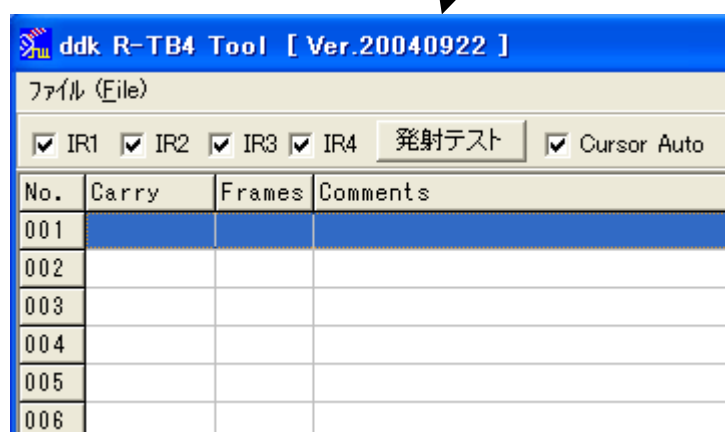 ddk R-TB4 Tool [ Ver.20040922 ]
ファイル (File)
IR1 IR2 IR3 IR4 発射テスト Cursor Auto
No. Carry Frames Comments
001
002
003
004
005
006